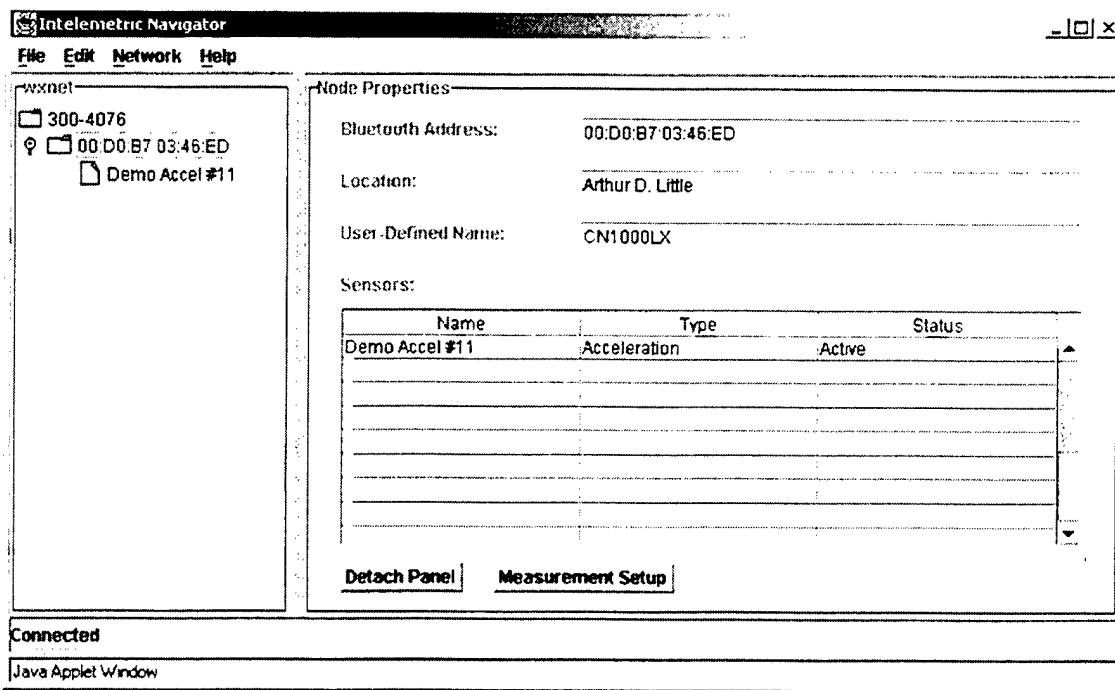 Intelemetric Navigator
File Edit Network Help
wxnet
300-4076
00:D0:B7 03:46:ED
Demo Accel #11
Node Properties
Bluetooth Address: 00:D0:B7:03:46:ED
Location: Arthur D. Little
User-Defined Name: CN1000LX
Sensors:
Name Type Status
Demo Accel #11 Acceleration Active
Detach Panel Measurement Setup
Connected
Java Applet Window